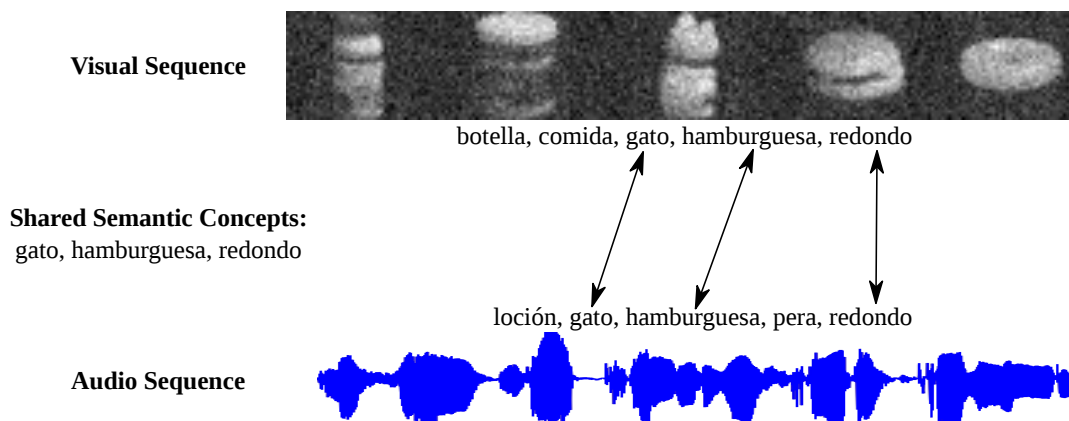 Visual Sequence
botella, comida, gato, hamburguesa, redondo
Shared Semantic Concepts:
gato, hamburguesa, redondo
loción, gato, hamburguesa, pera, redondo
Audio Sequence